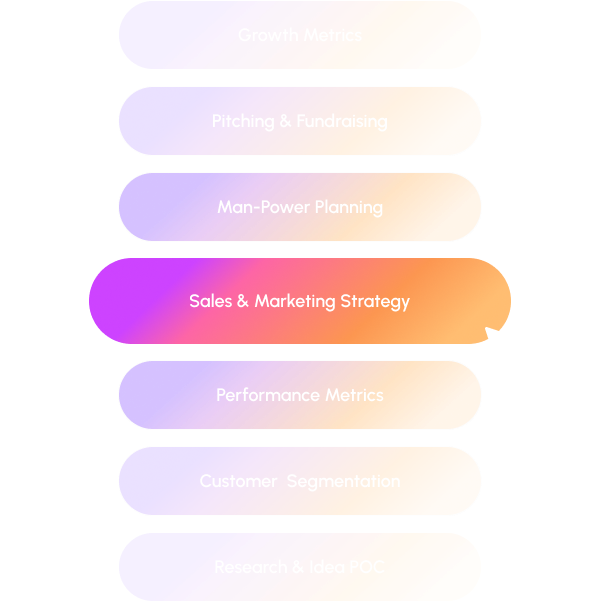 Growth Metrics
Pitching & Fundraising
Man-Power Planning
Sales & Marketing Strategy
Performance Metrics
Customer  Segmentation
Research & Idea POC